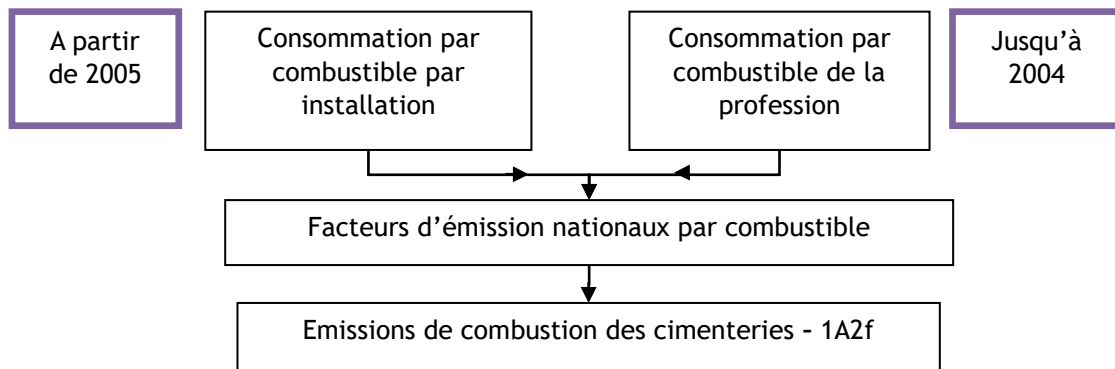 A partir
de 2005
Consommation par
combustible par
installation
Consommation par
combustible de la
profession
Jusqu’à
2004
Facteurs d’émission nationaux par combustible
Emissions de combustion des cimenteries – 1A2f